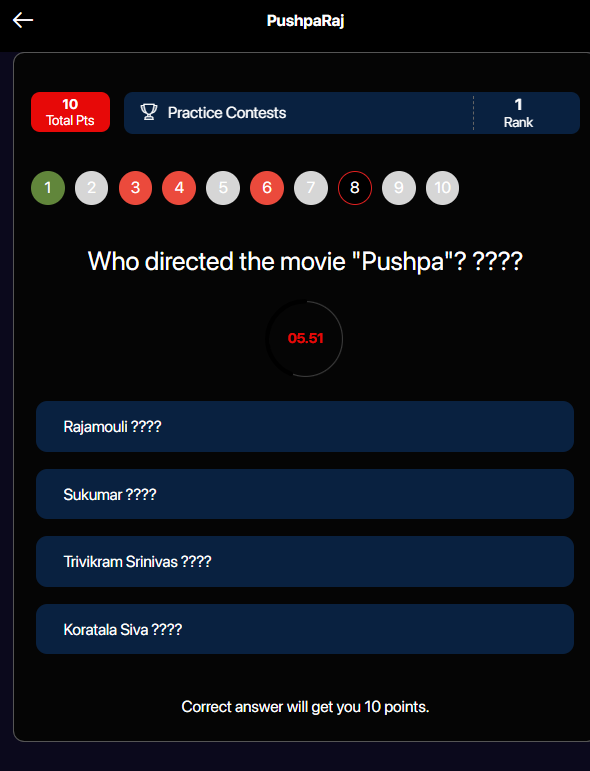 PushpaRaj
10
Total Pts
Practice Contests
1
Rank
1 2 3 4 5 6 7 8 9 10
Who directed the movie "Pushpa"? ????
05.51
Rajamouli ????
Sukumar ????
Trivikram Srinivas ????
Koratala Siva ????
Correct answer will get you 10 points.